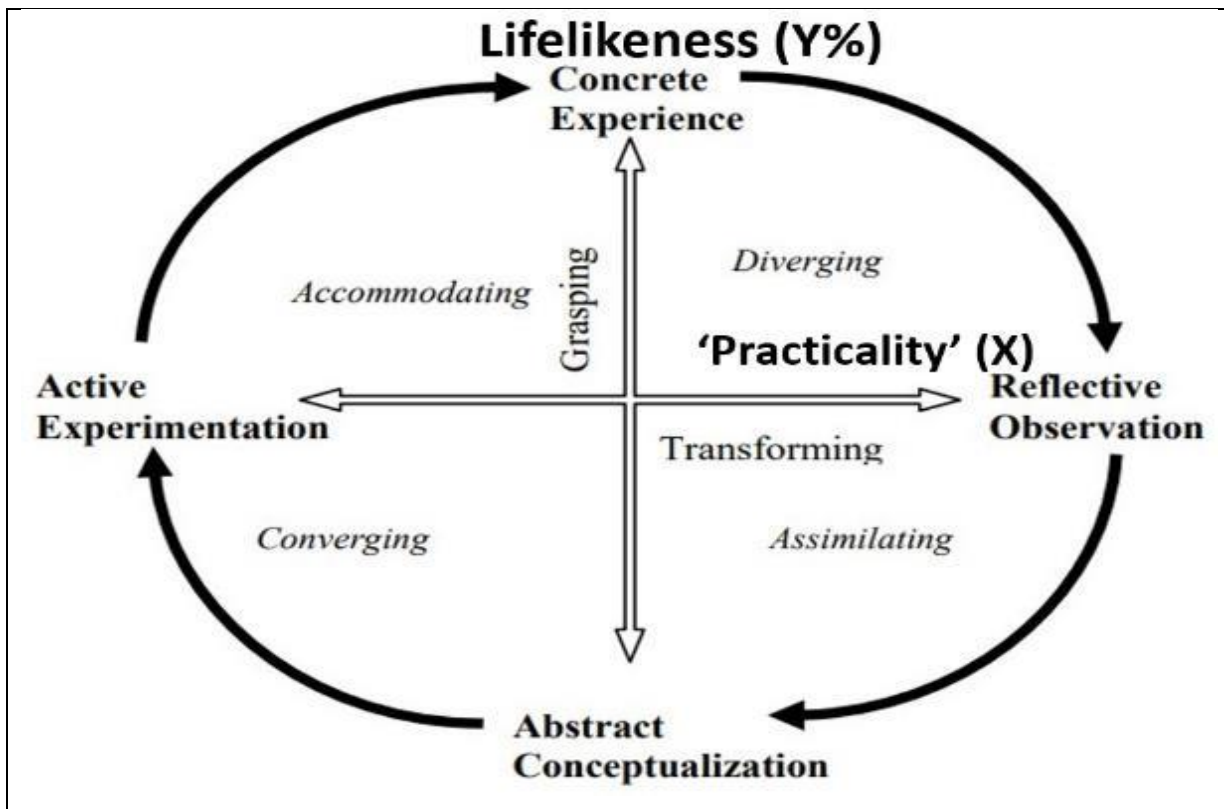 Lifelikeness (Y%)
Concrete
Experience
Grasping
Diverging
Accommodating
‘Practicality’ (X)
Active
Experimentation
Reflective
Observation
Transforming
Converging
Assimilating
Abstract
Conceptualization